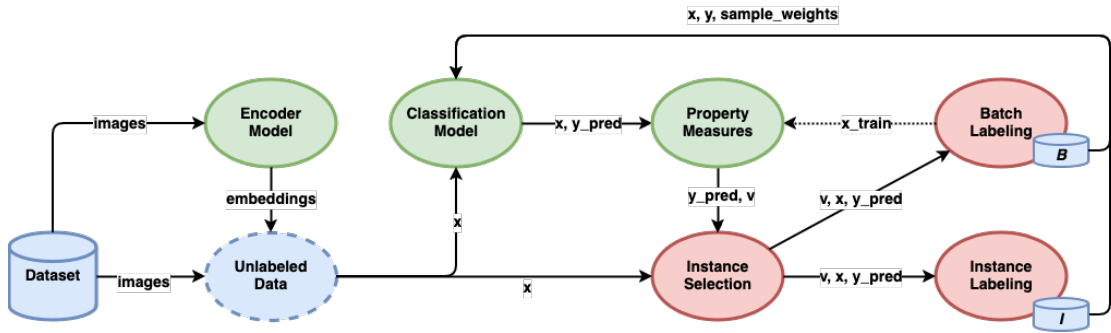 x, y, sample_weights
Encoder
Model
Classification
Model
Property
Measures
Batch
Labeling
images
x, y_pred
x_train
B
embeddings
y_pred, v
v, x, y_pred
x
Dataset
images
Unlabeled
Data
x
Instance
Selection
v, x, y_pred
Instance
Labeling
I